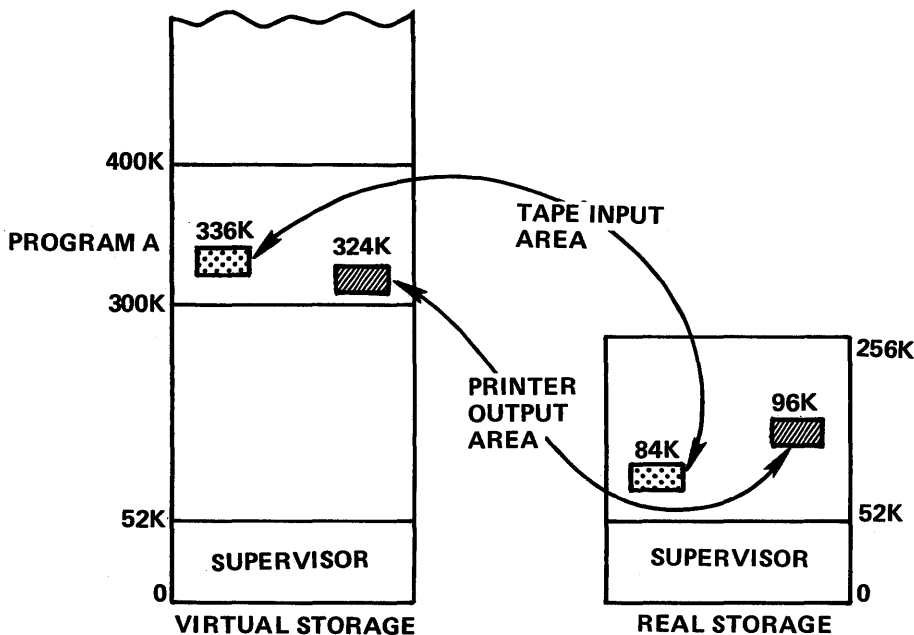 400K
TAPE INPUT
AREA
PROGRAM A
336K
324K
300K
256K
PRINTER
OUTPUT
AREA
96K
84K
52K
52K
SUPERVISOR
SUPERVISOR
0
0
VIRTUAL STORAGE
REAL STORAGE